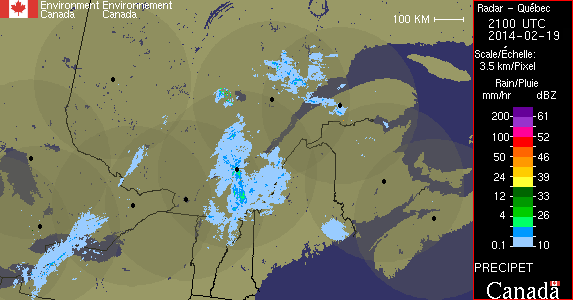 Environment Environnement
Canada Canada
100 KM
Radar - Québec
2100 UTC
2014-02-19
Scale/Échelle:
3.5 km/Pixel
Rain/Pluie
mm/hr dBZ
200 61
57
100 52
50 46
24 39
12 33
4 26
0.1 10
PRECIPET
Canada